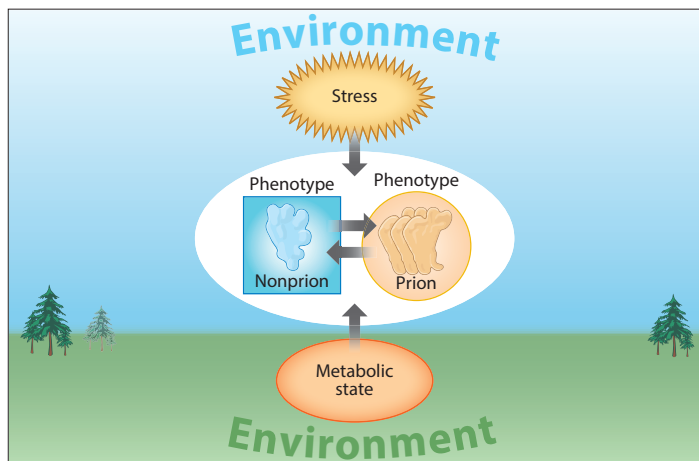 Environment
Stress
Phenotype
Phenotype
Nonprion
Prion
Metabolic
state
Environment